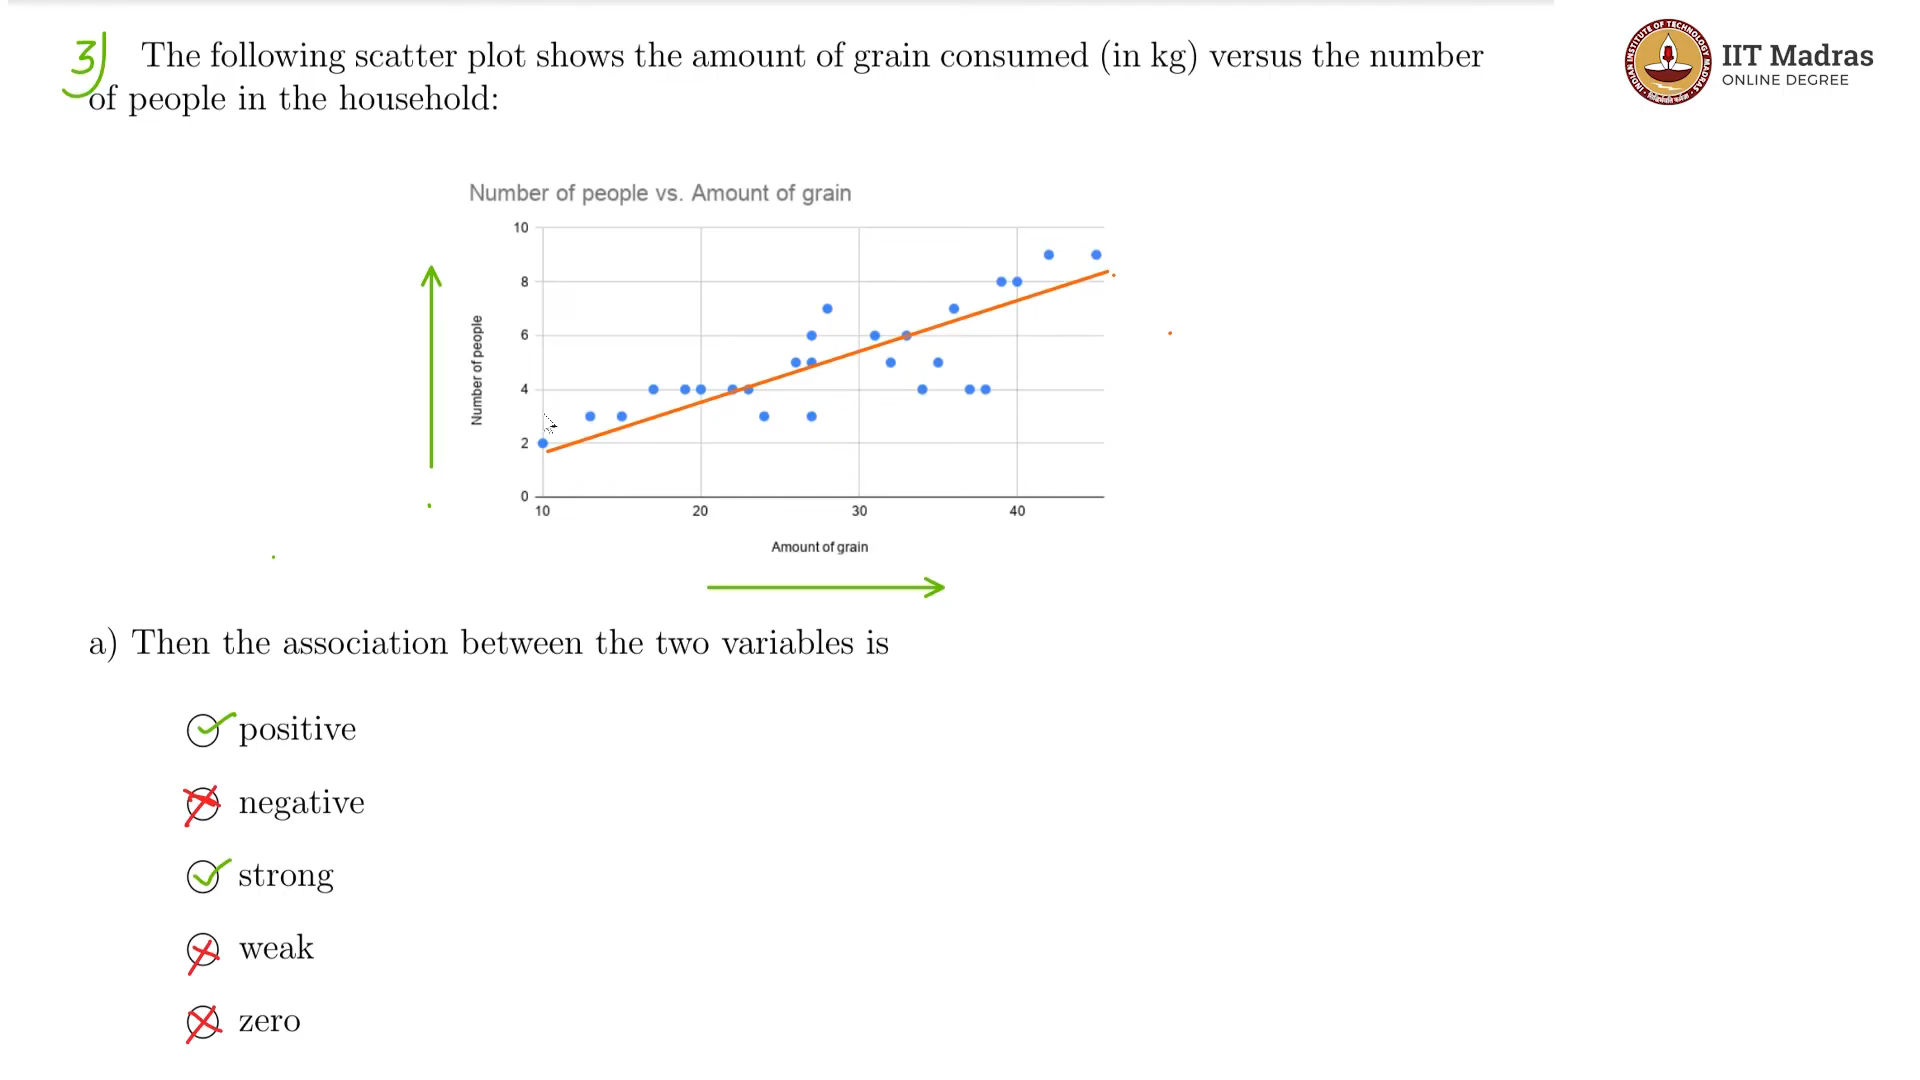 3) The following scatter plot shows the amount of grain consumed (in kg) versus the number
of people in the household:
IIT Madras
ONLINE DEGREE
Number of people vs. Amount of grain
10
8
6
4
2
0
Number of people
10 20 30 40
Amount of grain
a) Then the association between the two variables is
positive
negative
strong
weak
zero